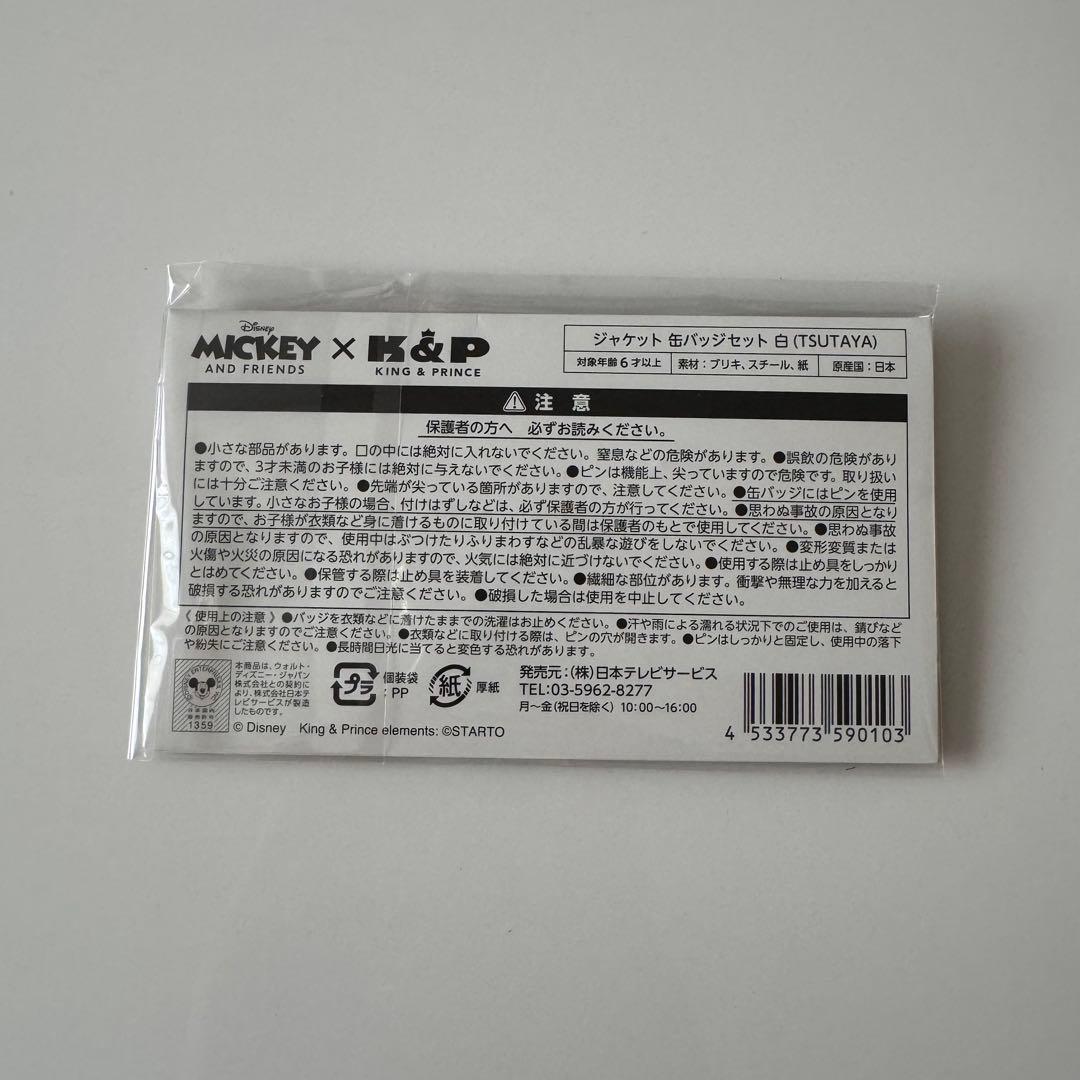 Disney
MICKEY × K&P
AND FRIENDS KING & PRINCE
ジャケット 缶バッジセット 白 (TSUTAYA)
対象年齢 6 才以上 素材：ブリキ、スチール、紙 原産国：日本
注 意
保護者の方へ 必ずお読みください。
●小さな部品があります。口の中には絶対に入れないでください。窒息などの危険があります。●誤飲の危険があり
ますので、3才未満のお子様には絶対に与えないでください。●ピンは機能上、尖っていますので危険です。取り扱い
には十分ご注意ください。●先端が尖っている箇所がありますので、注意してください。●缶バッジにはピンを使用
しています。小さなお子様の場合、付けはずしなどは、必ず保護者の方が行ってください。●思わぬ事故の原因となり
ますので、お子様が衣類など身に着けるものに取り付けている間は保護者のもとで使用してください。●思わぬ事故
の原因となりますので、使用中はぶつけたりふりまわすなどの乱暴な遊びをしないでください。●変形変質または
火傷や火災の原因になる恐れがありますので、火気には絶対に近づけないでください。●使用する際は止め具をしっかり
とはめてください。●保管する際は止め具を装着してください。●繊細な部位があります。衝撃や無理な力を加えると
破損する恐れがありますのでご注意ください。●破損した場合は使用を中止してください。
《 使用上の注意 》●バッジを衣類などに着けたままでの洗濯はお止めください。●汗や雨による濡れる状況下でのご使用は、錆びなど
の原因となりますのでご注意ください。●衣類などに取り付ける際は、ピンの穴が開きます。●ピンはしっかりと固定し、使用中の落下
や紛失にご注意ください。●長時間日光に当てると変色する恐れがあります。
本商品は、ウォルト・
ディズニー・ジャパン
株式会社との契約に
より、株式会社日本テ
レビサービスが製造
したものです。
1359
プラ 個装袋
：PP
紙 厚紙
発売元：(株)日本テレビサービス
TEL:03-5962-8277
月〜金(祝日を除く) 10:00〜16:00
© Disney King & Prince elements: ©STARTO
4 533773 590103